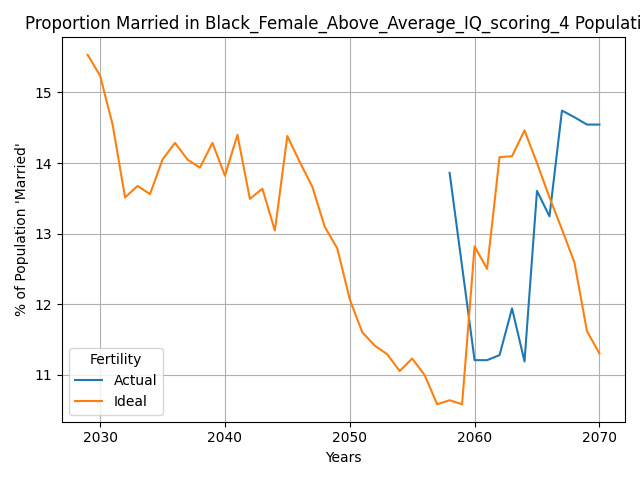 Proportion Married in Black_Female_Above_Average_IQ_scoring_4 Populati
% of Population 'Married'
15
14
13
12
11
Fertility
Actual
Ideal
2030 2040 2050 2060 2070
Years